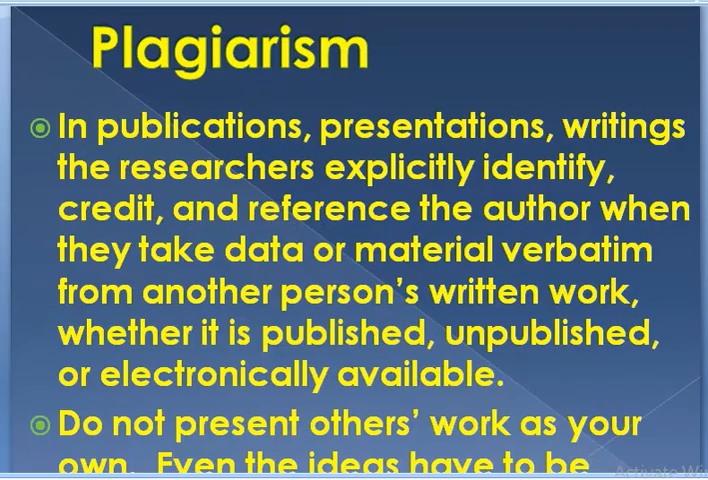 Plagiarism
In publications, presentations, writings
the researchers explicitly identify,
credit, and reference the author when
they take data or material verbatim
from another person's written work,
whether it is published, unpublished,
or electronically available.
Do not present others' work as your
own. Even the ideas have to be
Activate Win